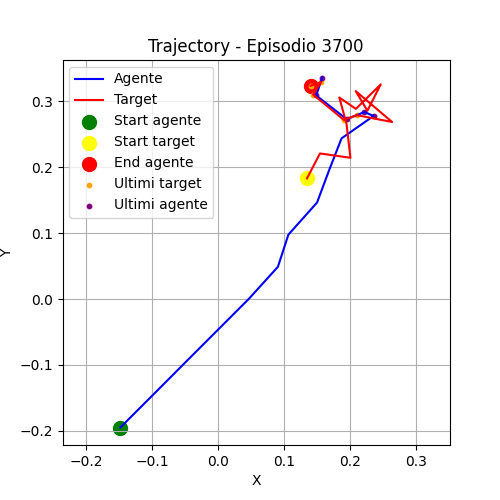 Trajectory - Episodio 3700
Agente
Target
Start agente
Start target
End agente
Ultimi target
Ultimi agente
Y
0.3
0.2
0.1
0.0
−0.1
−0.2
−0.2 −0.1 0.0 0.1 0.2 0.3
X